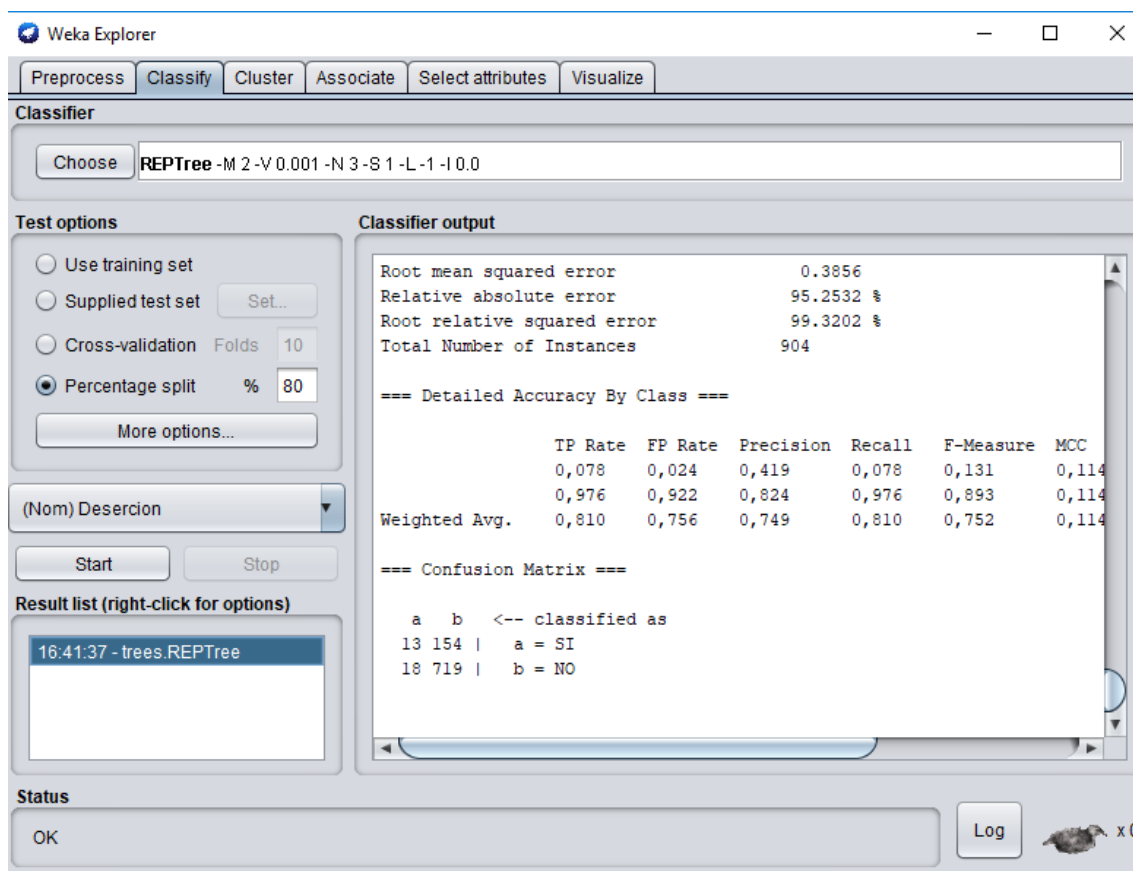 Weka Explorer
Preprocess Classify Cluster Associate Select attributes Visualize
Classifier
Choose REPTree -M 2 -V 0.001 -N 3 -S 1 -L -1 -I 0.0
Test options
Use training set
Supplied test set Set...
Cross-validation Folds 10
Percentage split % 80
More options...
(Nom) Desercion
Start Stop
Result list (right-click for options)
16:41:37 - trees.REPTree
Classifier output
Root mean squared error 0.3856
Relative absolute error 95.2532 %
Root relative squared error 99.3202 %
Total Number of Instances 904
=== Detailed Accuracy By Class ===
TP Rate FP Rate Precision Recall F-Measure MCC
0,078 0,024 0,419 0,078 0,131 0,114
0,976 0,922 0,824 0,976 0,893 0,114
Weighted Avg. 0,810 0,756 0,749 0,810 0,752 0,114
=== Confusion Matrix ===
a b <-- classified as
13 154 | a = SI
18 719 | b = NO
Status
OK
Log
x 0